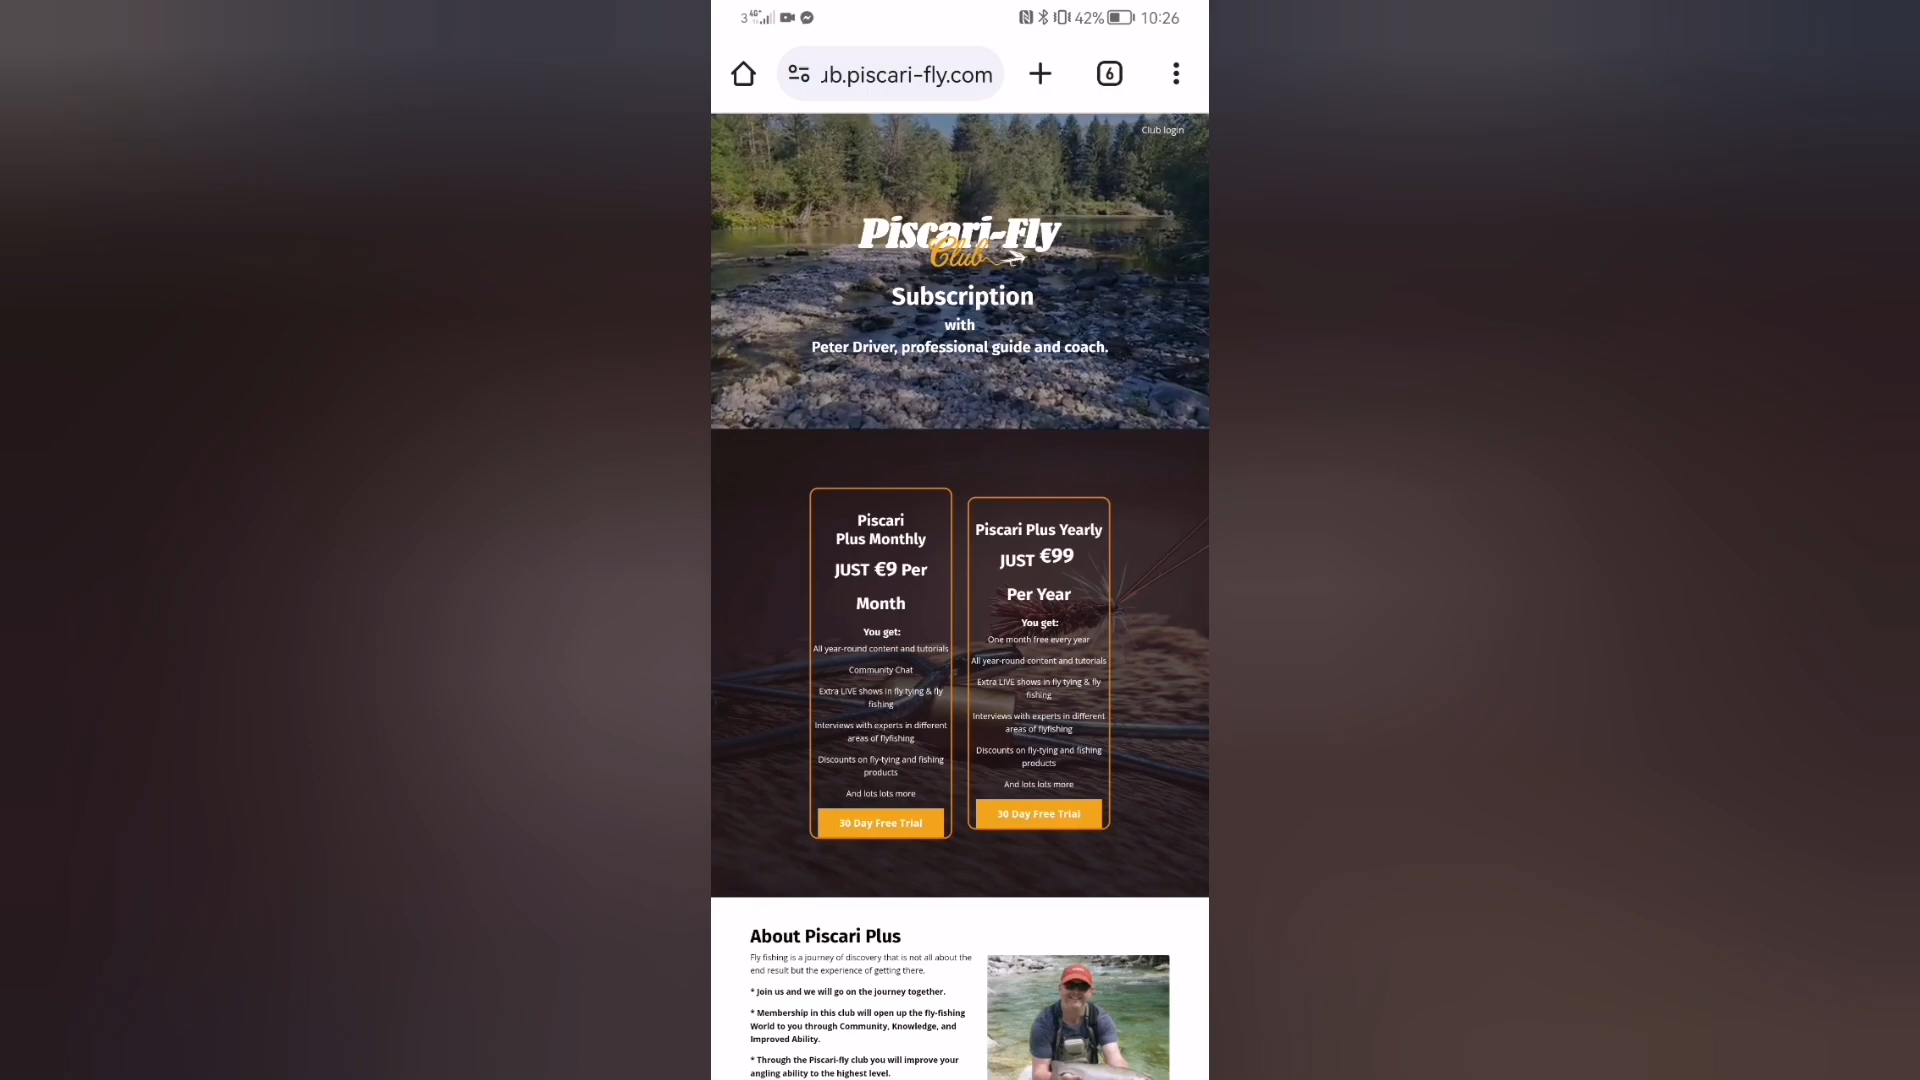 3 4G+ 42% 10:26
ub.piscari-fly.com 6
Club login
Piscari-Fly
Club
Subscription
with
Peter Driver, professional guide and coach.
Piscari
Plus Monthly
JUST €9 Per
Month
You get:
All year-round content and tutorials
Community Chat
Extra LIVE shows in fly tying & fly
fishing
Interviews with experts in different
areas of flyfishing
Discounts on fly-tying and fishing
products
And lots lots more
30 Day Free Trial
Piscari Plus Yearly
JUST €99
Per Year
You get:
One month free every year
All year-round content and tutorials
Extra LIVE shows in fly tying & fly
fishing
Interviews with experts in different
areas of flyfishing
Discounts on fly-tying and fishing
products
And lots lots more
30 Day Free Trial
About Piscari Plus
Fly fishing is a journey of discovery that is not all about the
end result but the experience of getting there.
* Join us and we will go on the journey together.
* Membership in this club will open up the fly-fishing
World to you through Community, Knowledge, and
Improved Ability.
* Through the Piscari-fly club you will improve your
angling ability to the highest level.